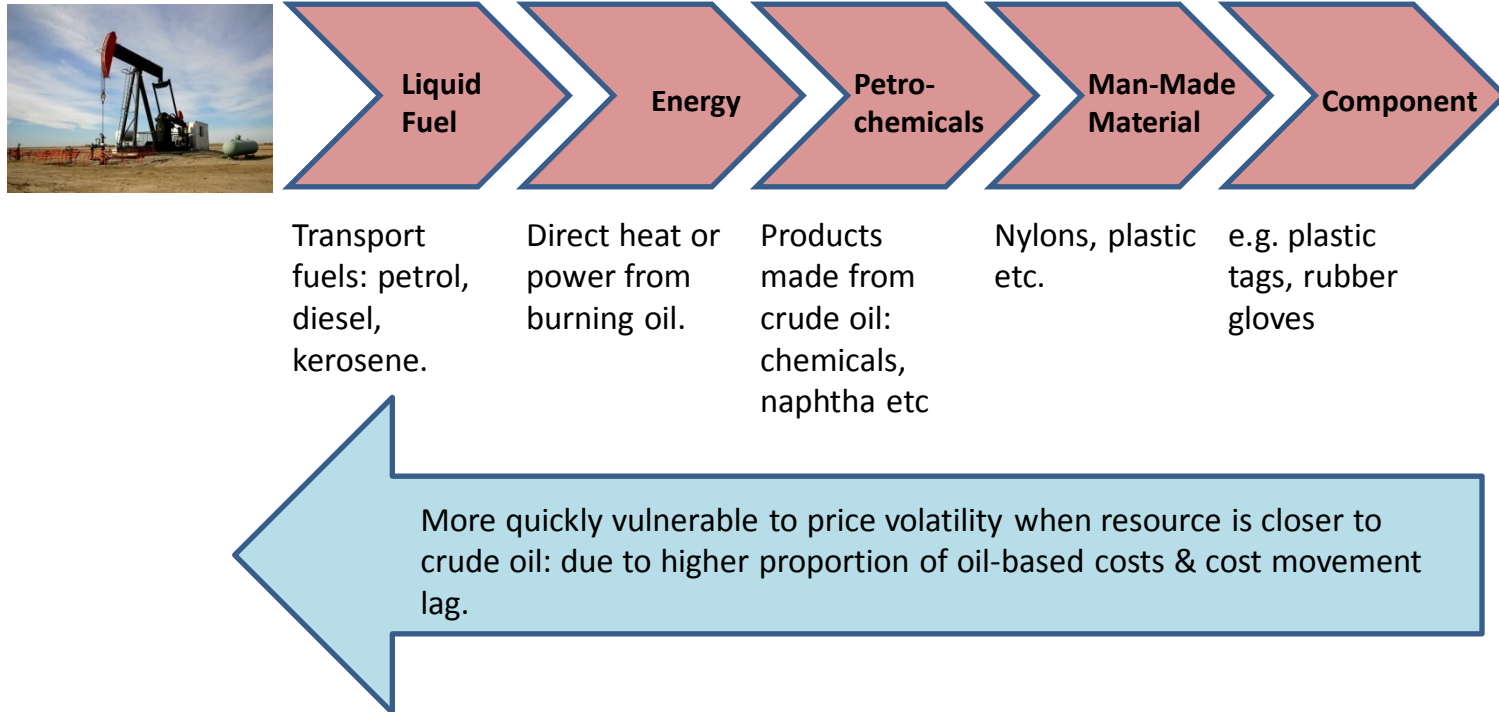 Liquid
Fuel
Energy
Petro-
chemicals
Man-Made
Material
Component
Transport
fuels: petrol,
diesel,
kerosene.
Direct heat or
power from
burning oil.
Products
made from
crude oil:
chemicals,
naphtha etc
Nylons, plastic
etc.
e.g. plastic
tags, rubber
gloves
More quickly vulnerable to price volatility when resource is closer to
crude oil: due to higher proportion of oil-based costs & cost movement
lag.